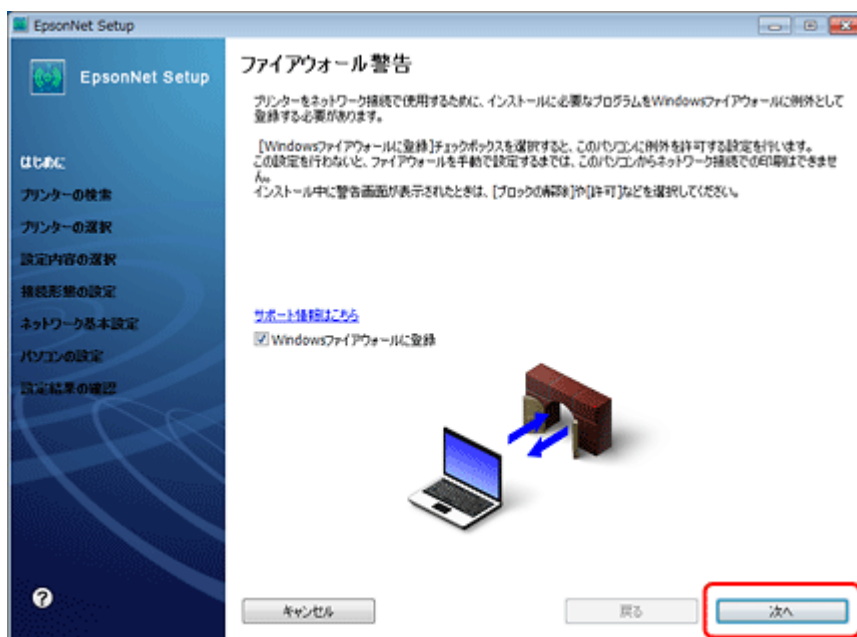 EpsonNet Setup
EpsonNet Setup
はじめに
プリンターの検索
プリンターの選択
設定内容の選択
接続形態の設定
ネットワーク基本設定
パソコンの設定
設定結果の確認
ファイアウォール警告
プリンターをネットワーク接続で使用するために、インストールに必要なプログラムをWindowsファイアウォールに例外として
登録する必要があります。
[Windowsファイアウォールに登録]チェックボックスを選択すると、このパソコンに例外を許可する設定を行います。
この設定を行わないと、ファイアウォールを手動で設定するまでは、このパソコンからネットワーク接続での印刷はできませ
ん。
インストール中に警告画面が表示されたときは、[ブロックの解除]や[許可]などを選択してください。
サポート情報はこちら
Windowsファイアウォールに登録
?
キャンセル
戻る
次へ